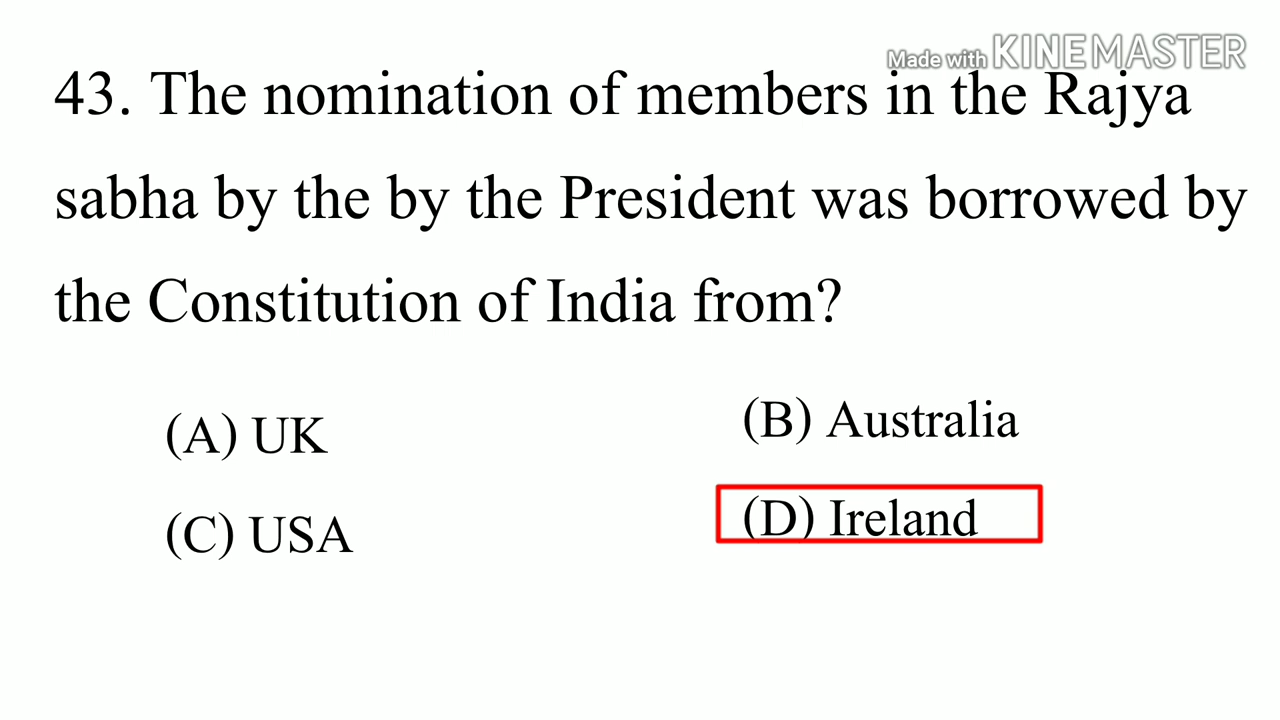 Made with KINEMASTER
43. The nomination of members in the Rajya
sabha by the by the President was borrowed by
the Constitution of India from?
(A) UK
(B) Australia
(C) USA
(D) Ireland